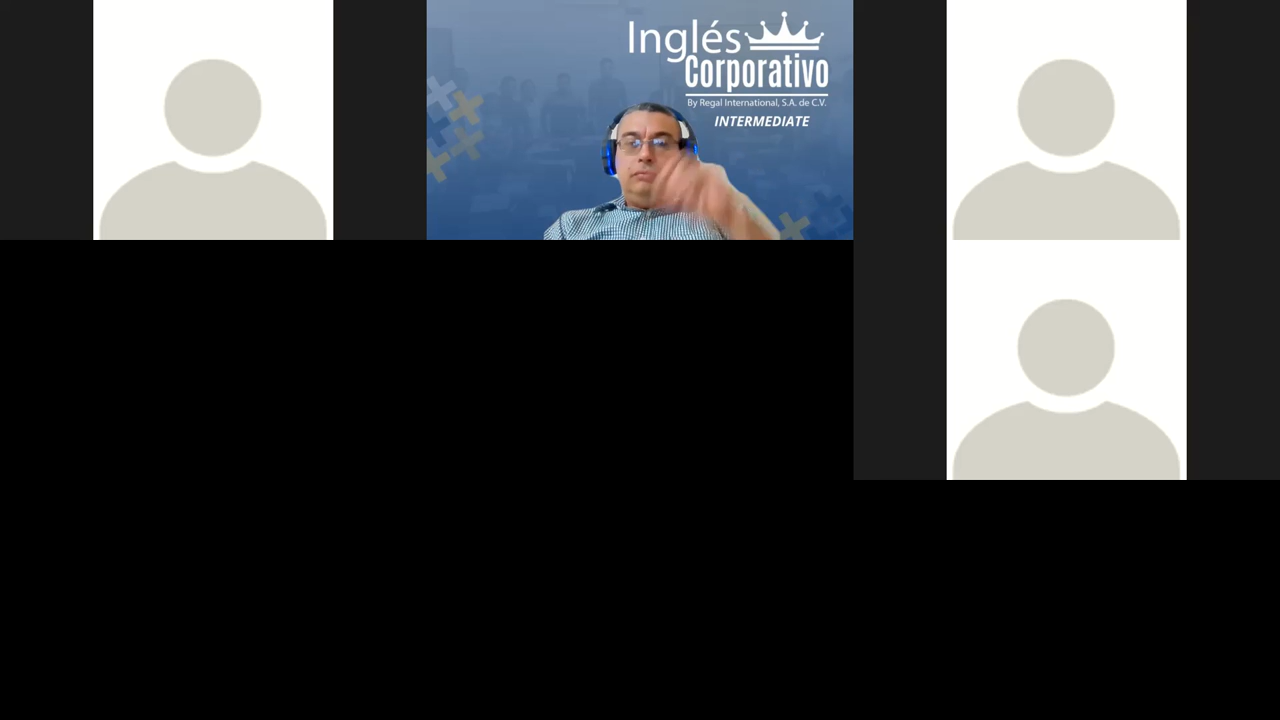 Inglés
Corporativo
By Regal International, S.A. de C.V.
INTERMEDIATE